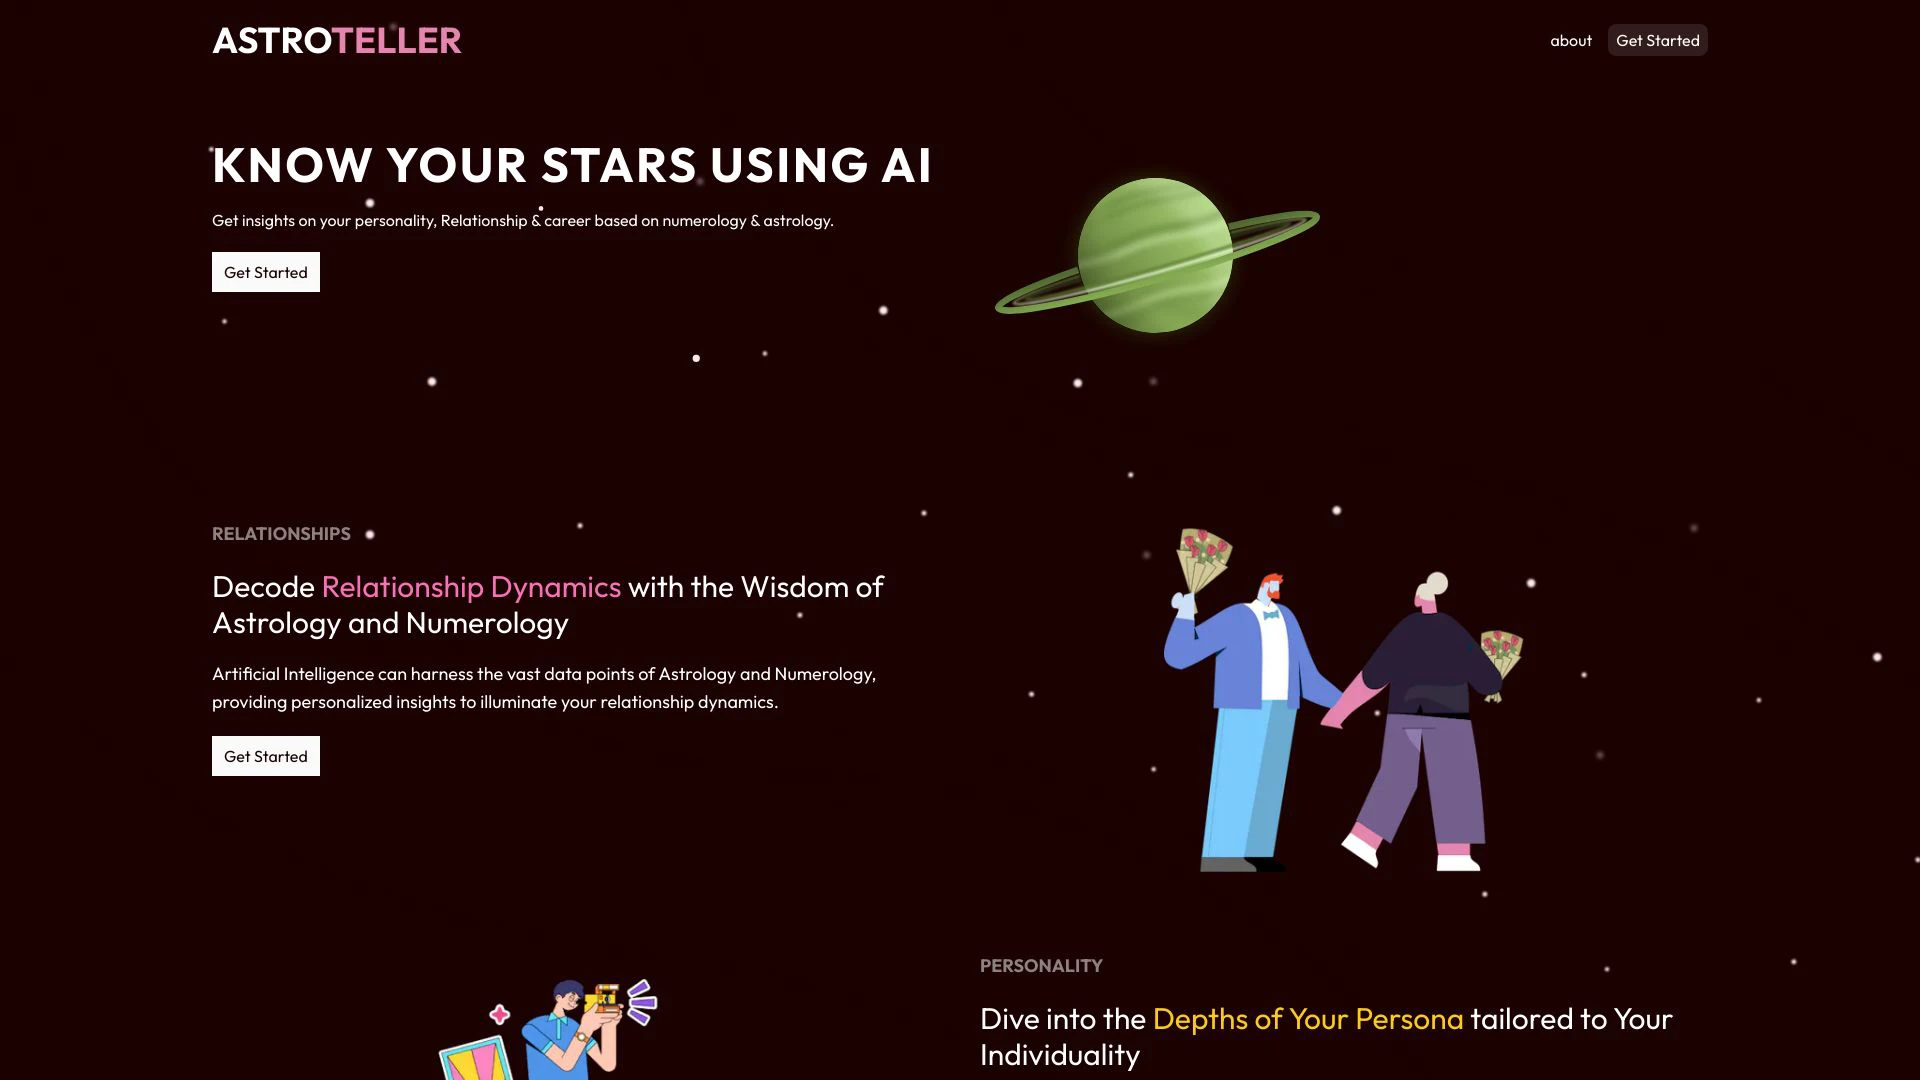 ASTROTELLER
about
Get Started
KNOW YOUR STARS USING AI
Get insights on your personality, Relationship & career based on numerology & astrology.
Get Started
RELATIONSHIPS
Decode Relationship Dynamics with the Wisdom of
Astrology and Numerology
Artificial Intelligence can harness the vast data points of Astrology and Numerology,
providing personalized insights to illuminate your relationship dynamics.
Get Started
PERSONALITY
Dive into the Depths of Your Persona tailored to Your
Individuality